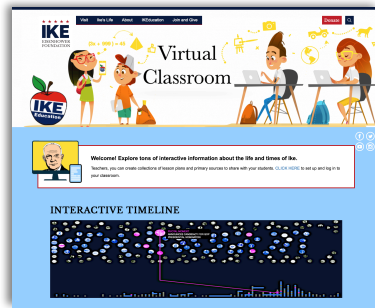 IKE
EISENHOWER
FOUNDATION
Visit Ike's Life About IKEducation Join and Give
Donate
Virtual
Classroom
IKE
Education
Welcome! Explore tons of interactive information about the life and times of Ike.
Teachers, you can create collections of lesson plans and primary sources to share with your students. CLICK HERE to set up and log in to
your classroom.
INTERACTIVE TIMELINE